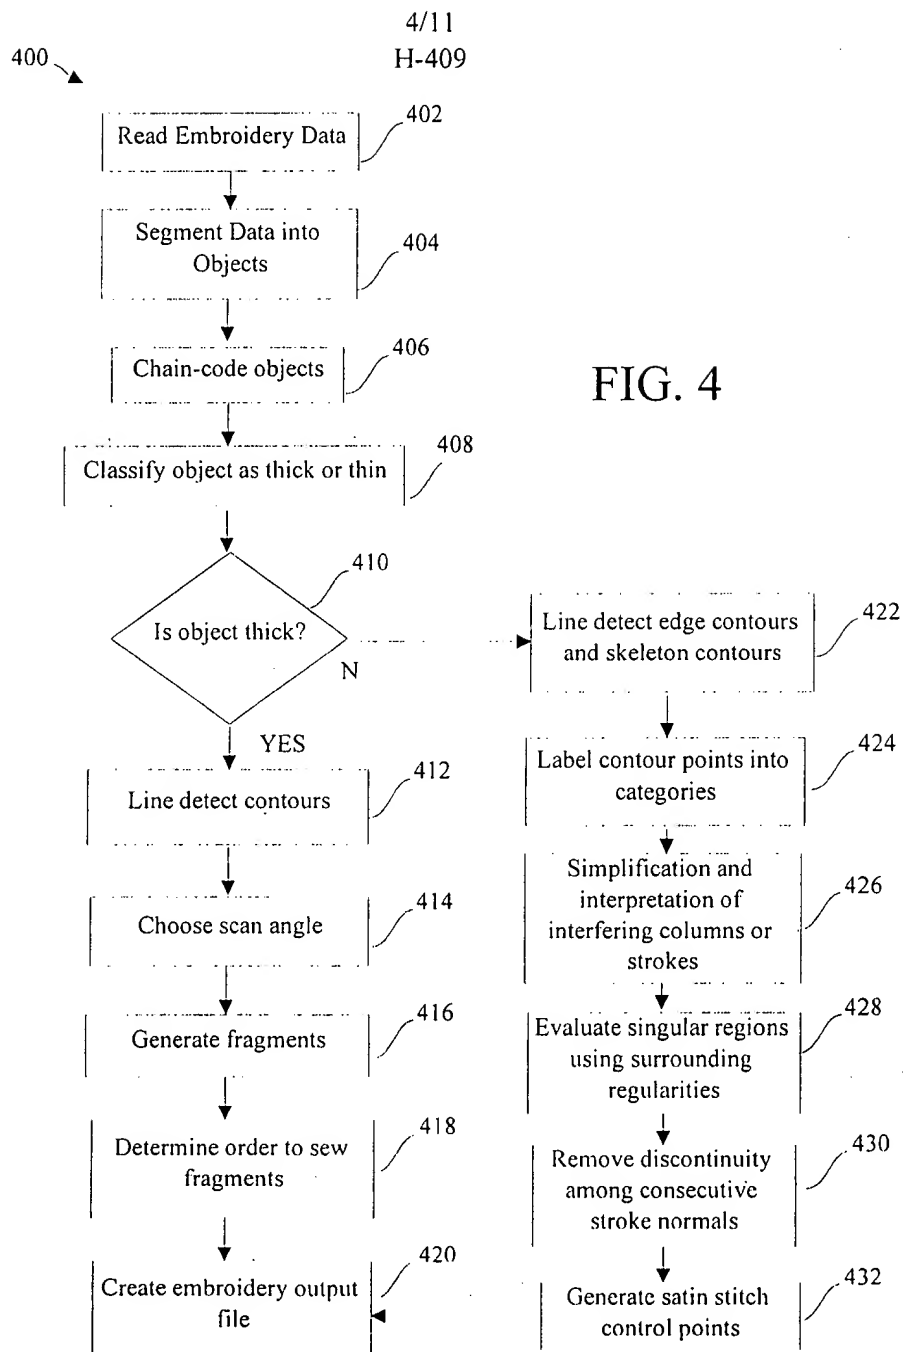 4/11
H-409
400
402
Read Embroidery Data
Segment Data into
Objects
404
Chain-code objects
406
FIG. 4
Classify object as thick or thin
408
410
Is object thick?
N
YES
Line detect contours
412
Choose scan angle
414
Generate fragments
416
Determine order to sew
fragments
418
Create embroidery output
file
420
Line detect edge contours
and skeleton contours
422
Label contour points into
categories
424
Simplification and
interpretation of
interfering columns or
strokes
426
Evaluate singular regions
using surrounding
regularities
428
Remove discontinuity
among consecutive
stroke normals
430
Generate satin stitch
control points
432